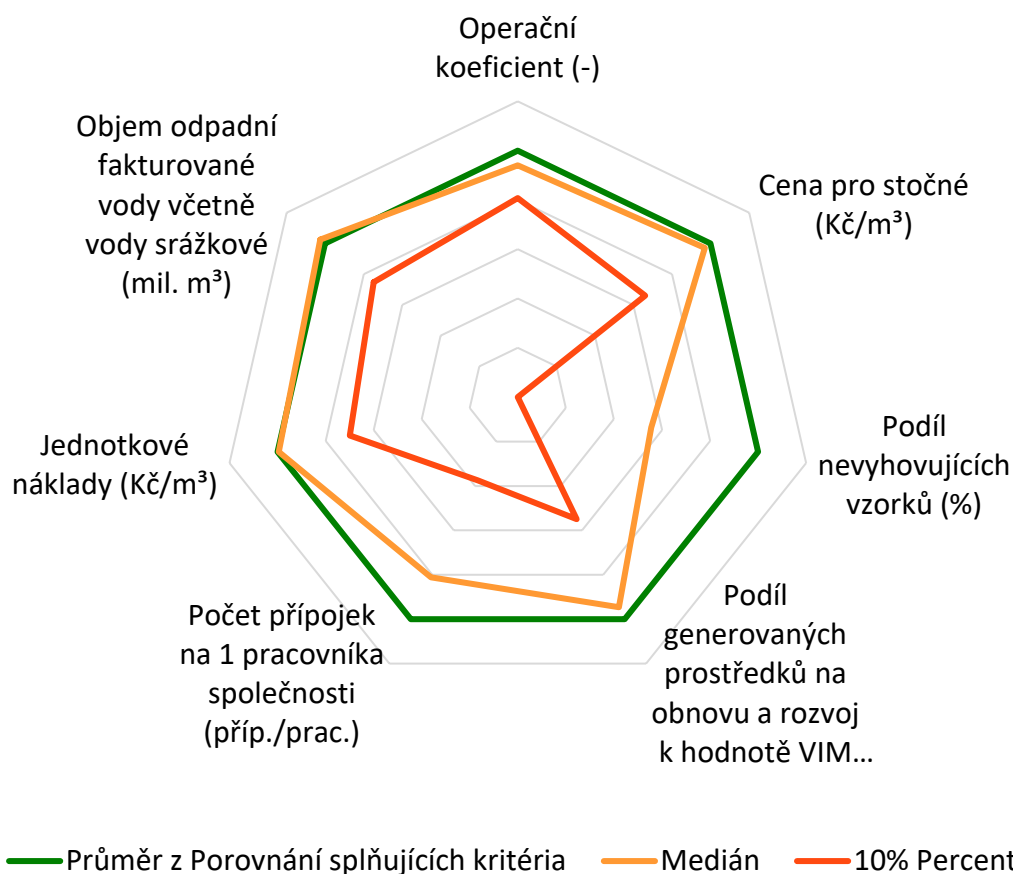 Operační
koeficient (-)
Cena pro stočné
(Kč/m³)
Podíl
nevyhovujících
vzorků (%)
Podíl
generovaných
prostředků na
obnovu a rozvoj
k hodnotě VIM...
Počet přípojek
na 1 pracovníka
společnosti
(příp./prac.)
Jednotkové
náklady (Kč/m³)
Objem odpadní
fakturované
vody včetně
vody srážkové
(mil. m³)
Průměr z Porovnání splňujících kritéria Medián 10% Percent